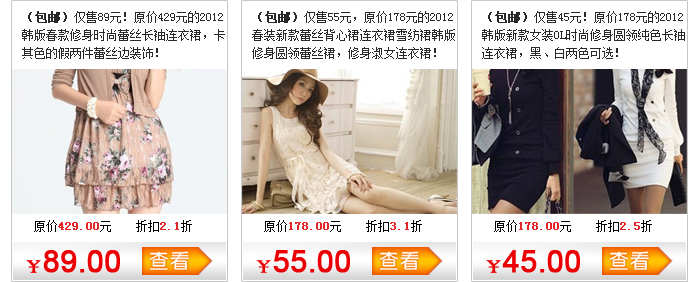 （包邮）仅售89元！原价429元的2012
韩版春款修身时尚蕾丝长袖连衣裙，卡
其色的假两件蕾丝边装饰！
原价429.00元 折扣2.1折
¥89.00 查看
（包邮）仅售55元，原价178元的2012
春装新款蕾丝背心裙连衣裙雪纺裙韩版
修身圆领蕾丝裙，修身淑女连衣裙！
原价178.00元 折扣3.1折
¥55.00 查看
（包邮）仅售45元！原价178元的2012
韩版新款女装OL时尚修身圆领纯色长袖
连衣裙，黑、白两色可选！
原价178.00元 折扣2.5折
¥45.00 查看